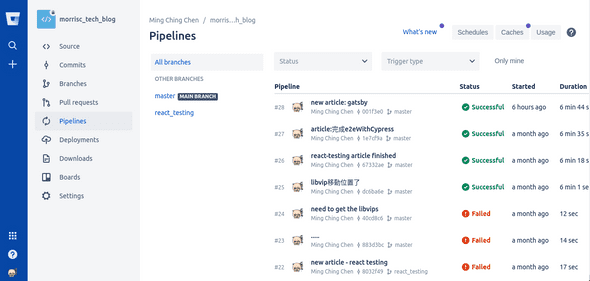 morrisc_tech_blog
Source
Commits
Branches
Pull requests
Pipelines
Deployments
Downloads
Boards
Settings
Ming Ching Chen / morris…h_blog
Pipelines
What's new
Schedules
Caches
Usage
All branches
OTHER BRANCHES
master MAIN BRANCH
react_testing
Status
Trigger type
Only mine
Pipeline Status Started Duration
#28 new article: gatsby Successful 6 hours ago 6 min 44 s
Ming Ching Chen 001f3e0 master
#27 article:完成e2eWithCypress Successful a month ago 6 min 35 s
Ming Ching Chen 1e7cf9a master
#26 react-testing article finished Successful a month ago 6 min 18 s
Ming Ching Chen 67332ae master
#25 libvip移動位置了 Successful a month ago 6 min 1 se
Ming Ching Chen dc6ba6e master
#24 need to get the libvips Failed a month ago 12 sec
Ming Ching Chen 40cd8c6 master
#23 ..... Failed a month ago 14 sec
Ming Ching Chen 883d3bc master
#22 new article - react testing Failed a month ago 17 sec
Ming Ching Chen 8032f49 react_testing